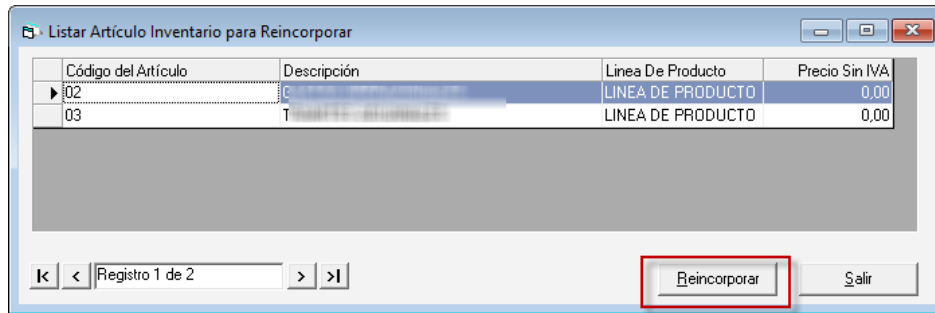 Listar Artículo Inventario para Reincorporar
Código del Artículo Descripción Linea De Producto Precio Sin IVA
02 LINEA DE PRODUCTO 0,00
03 LINEA DE PRODUCTO 0,00
Registro 1 de 2 Reincorporar Salir